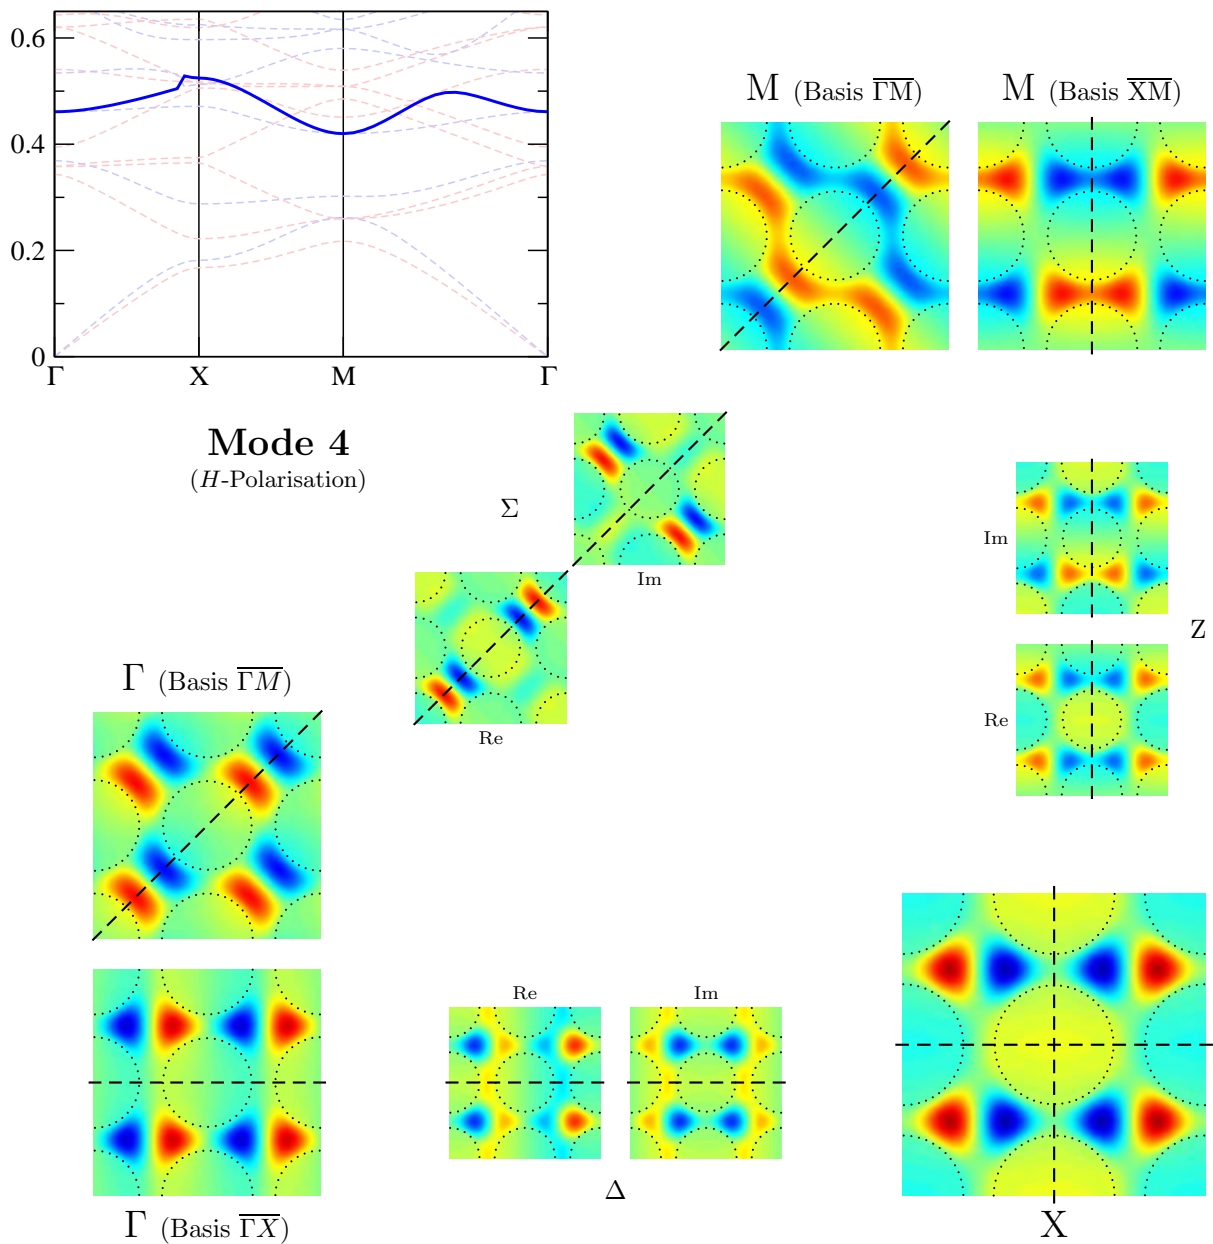 0.6
0.4
0.2
0
Γ X M Γ
M (Basis ΓM)
M (Basis XM)
Mode 4
(H-Polarisation)
Σ
Im
Re
Im
Z
Re
Γ (Basis ΓM)
Re
Im
Δ
Γ (Basis ΓX)
X